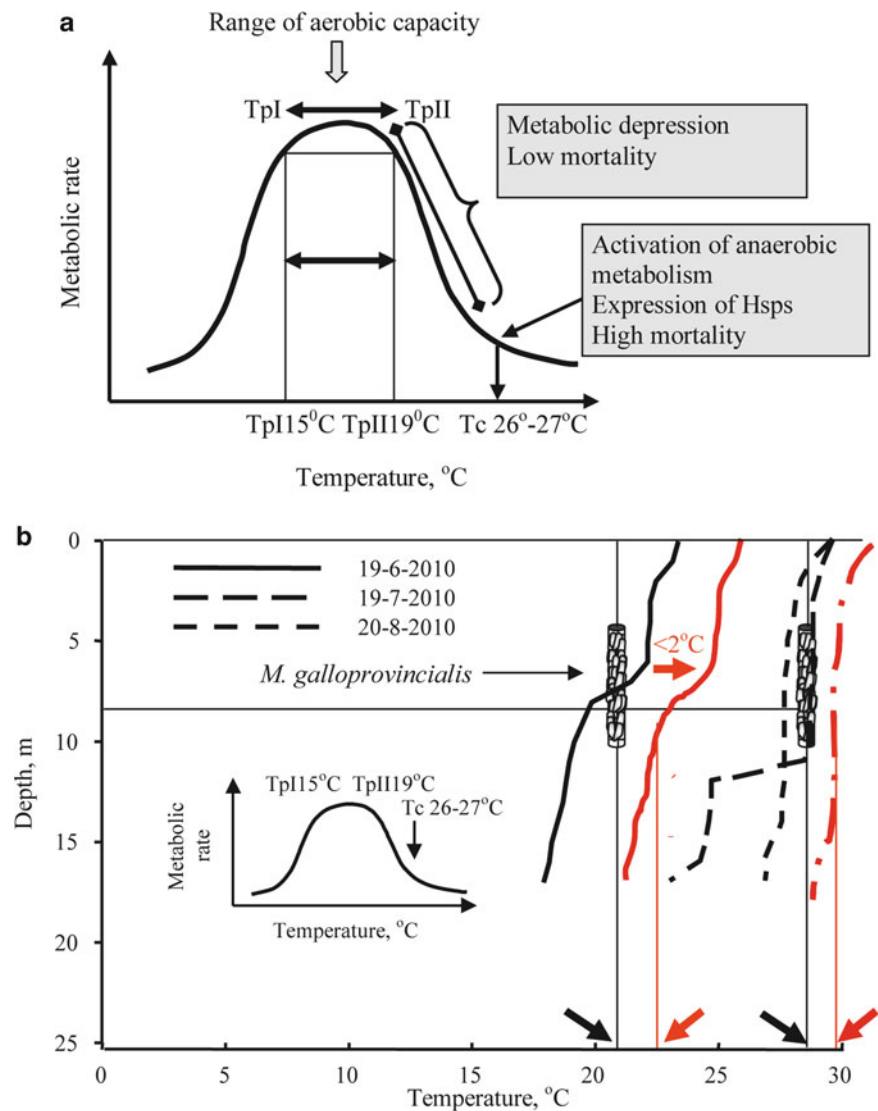 a
Range of aerobic capacity
TpI
TpII
Metabolic depression
Low mortality
Metabolic rate
Activation of anaerobic
metabolism
Expression of Hsps
High mortality
TpI15⁰C
TpII19⁰C
Tc 26°-27°C
Temperature, °C
b
0
19-6-2010
19-7-2010
20-8-2010
5
<2°C
M. galloprovincialis
10
TpI15°C
TpII19°C
Tc 26-27°C
Depth, m
15
Metabolic
rate
Temperature, °C
20
25
0
5
10
15
20
25
30
Temperature, °C